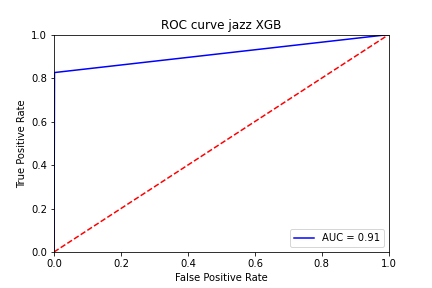 ROC curve jazz XGB
1.0
0.8
0.6
0.4
0.2
0.0
True Positive Rate
AUC = 0.91
0.0 0.2 0.4 0.6 0.8 1.0
False Positive Rate